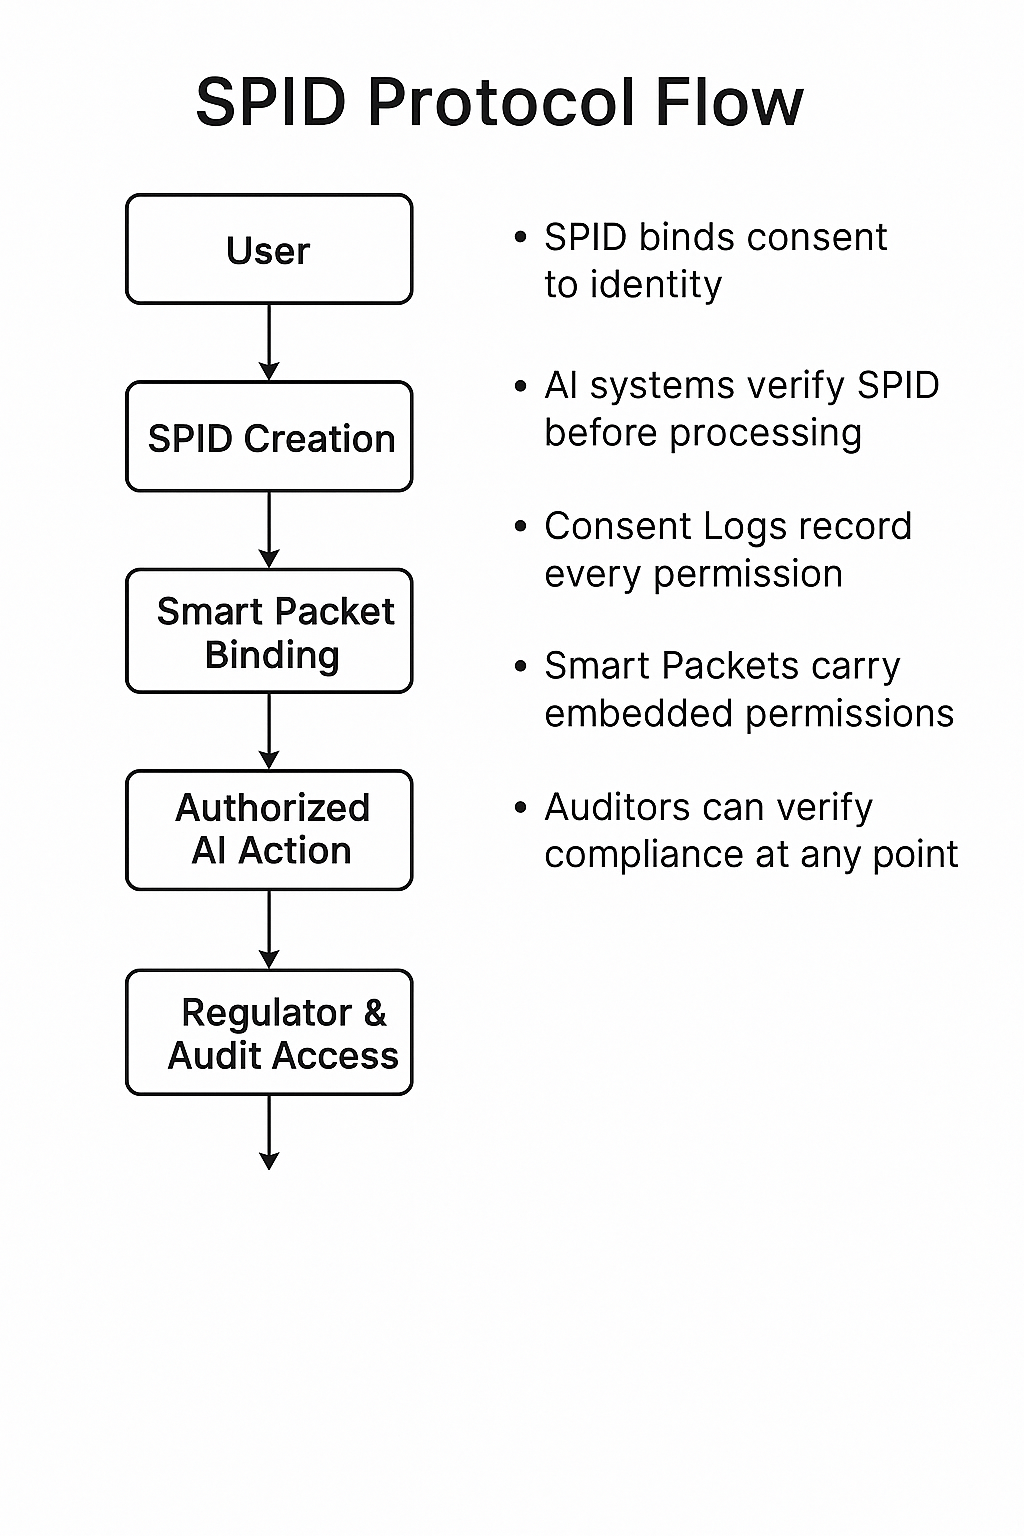 SPID Protocol Flow
User
SPID Creation
Smart Packet
Binding
Authorized
AI Action
Regulator &
Audit Access
• SPID binds consent
to identity
• AI systems verify SPID
before processing
• Consent Logs record
every permission
• Smart Packets carry
embedded permissions
• Auditors can verify
compliance at any point